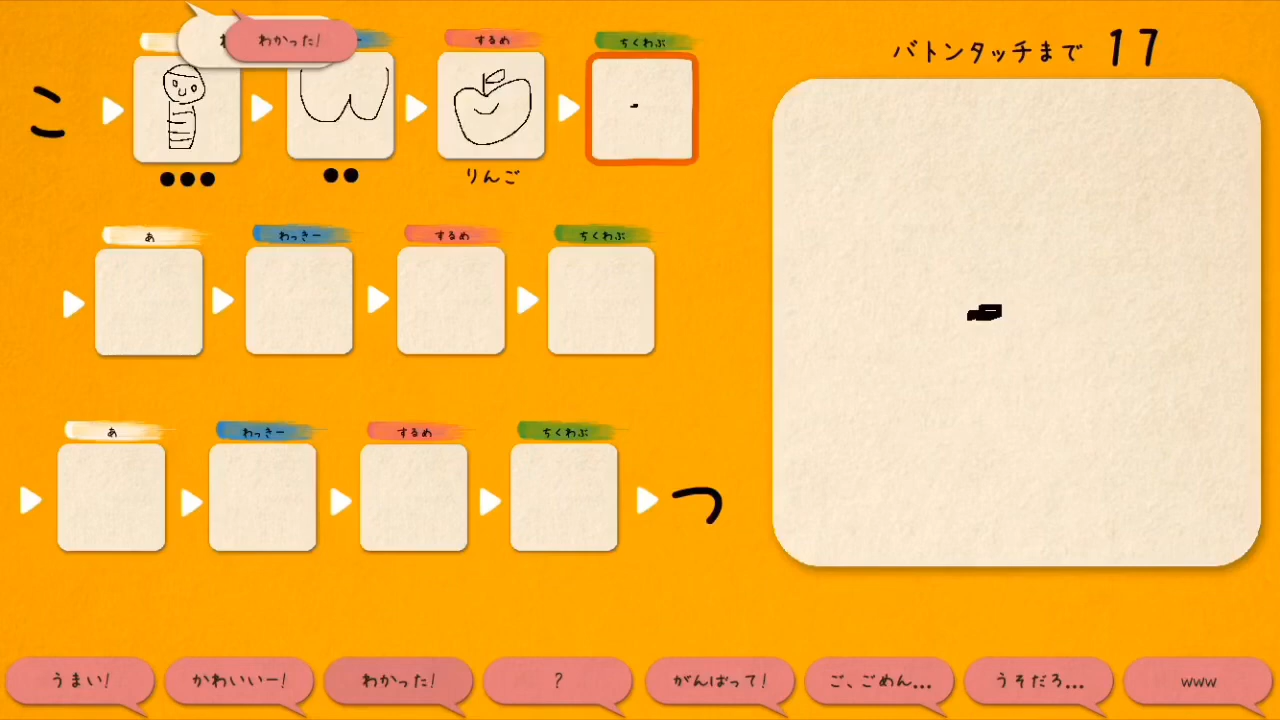 わかった!
するめ
ちくわぶ
バトンタッチまで 17
こ
りんご
あ
わっきー
するめ
ちくわぶ
あ
わっきー
するめ
ちくわぶ
つ
うまい!
かわいいー!
わかった!
?
がんばって!
ご、ごめん...
うそだろ...
www